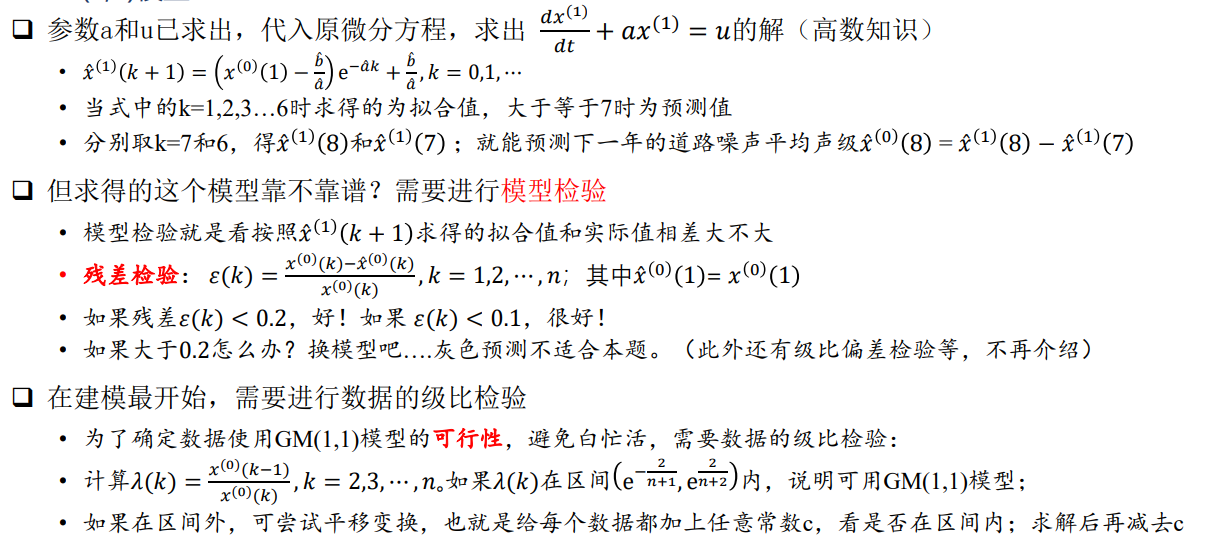 ❑ 参数a和u已求出，代入原微分方程，求出 $\frac{dx^{(1)}}{dt} + ax^{(1)} = u$的解（高数知识）
• $\hat{x}^{(1)}(k+1) = \left(x^{(0)}(1) - \frac{\hat{b}}{\hat{a}}\right)e^{-\hat{a}k} + \frac{\hat{b}}{\hat{a}}, k = 0,1,\cdots$
• 当式中的k=1,2,3…6时求得的为拟合值，大于等于7时为预测值
• 分别取k=7和6，得$\hat{x}^{(1)}(8)$和$\hat{x}^{(1)}(7)$；就能预测下一年的道路噪声平均声级$\hat{x}^{(0)}(8) = \hat{x}^{(1)}(8) - \hat{x}^{(1)}(7)$
❑ 但求得的这个模型靠不靠谱？需要进行模型检验
• 模型检验就是看按照$\hat{x}^{(1)}(k+1)$求得的拟合值和实际值相差大不大
• 残差检验：$\varepsilon(k) = \frac{x^{(0)}(k) - \hat{x}^{(0)}(k)}{x^{(0)}(k)}, k = 1,2,\cdots,n$；其中$\hat{x}^{(0)}(1) = x^{(0)}(1)$
• 如果残差$\varepsilon(k) < 0.2$，好！如果 $\varepsilon(k) < 0.1$，很好！
• 如果大于0.2怎么办？换模型吧….灰色预测不适合本题。（此外还有级比偏差检验等，不再介绍）
❑ 在建模最开始，需要进行数据的级比检验
• 为了确定数据使用GM(1,1)模型的可行性，避免白忙活，需要数据的级比检验：
• 计算$\lambda(k) = \frac{x^{(0)}(k-1)}{x^{(0)}(k)}, k = 2,3,\cdots,n$。如果$\lambda(k)$在区间$\left(e^{-\frac{2}{n+1}}, e^{\frac{2}{n+2}}\right)$内，说明可用GM(1,1)模型；
• 如果在区间外，可尝试平移变换，也就是给每个数据都加上任意常数c，看是否在区间内；求解后再减去c